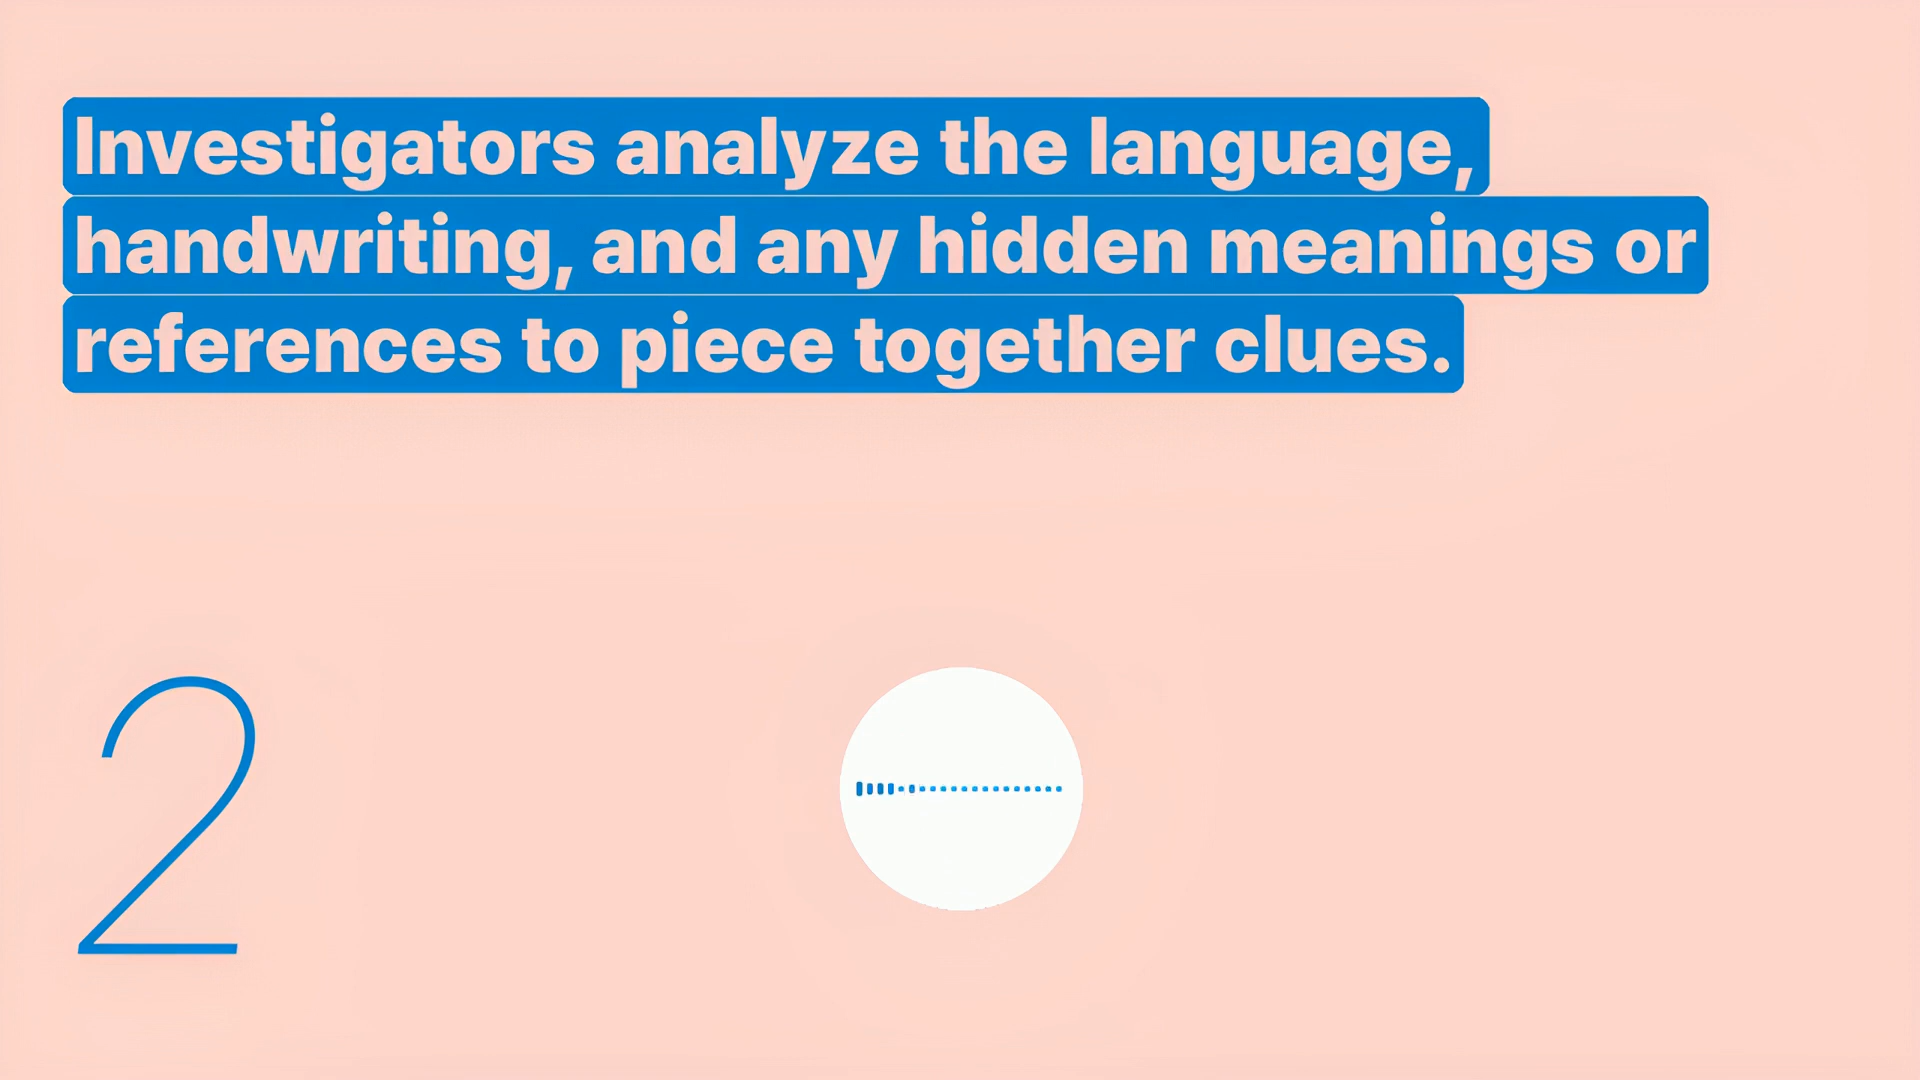 Investigators analyze the language,
handwriting, and any hidden meanings or
references to piece together clues.
2